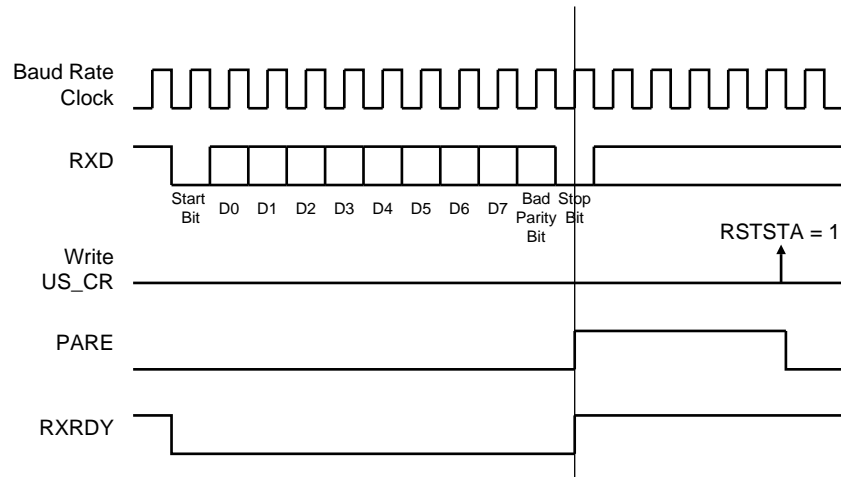 Baud Rate
Clock
RXD
Start
Bit
D0 D1 D2 D3 D4 D5 D6 D7
Bad
Parity
Bit
Stop
Bit
RSTSTA = 1
Write
US_CR
PARE
RXRDY